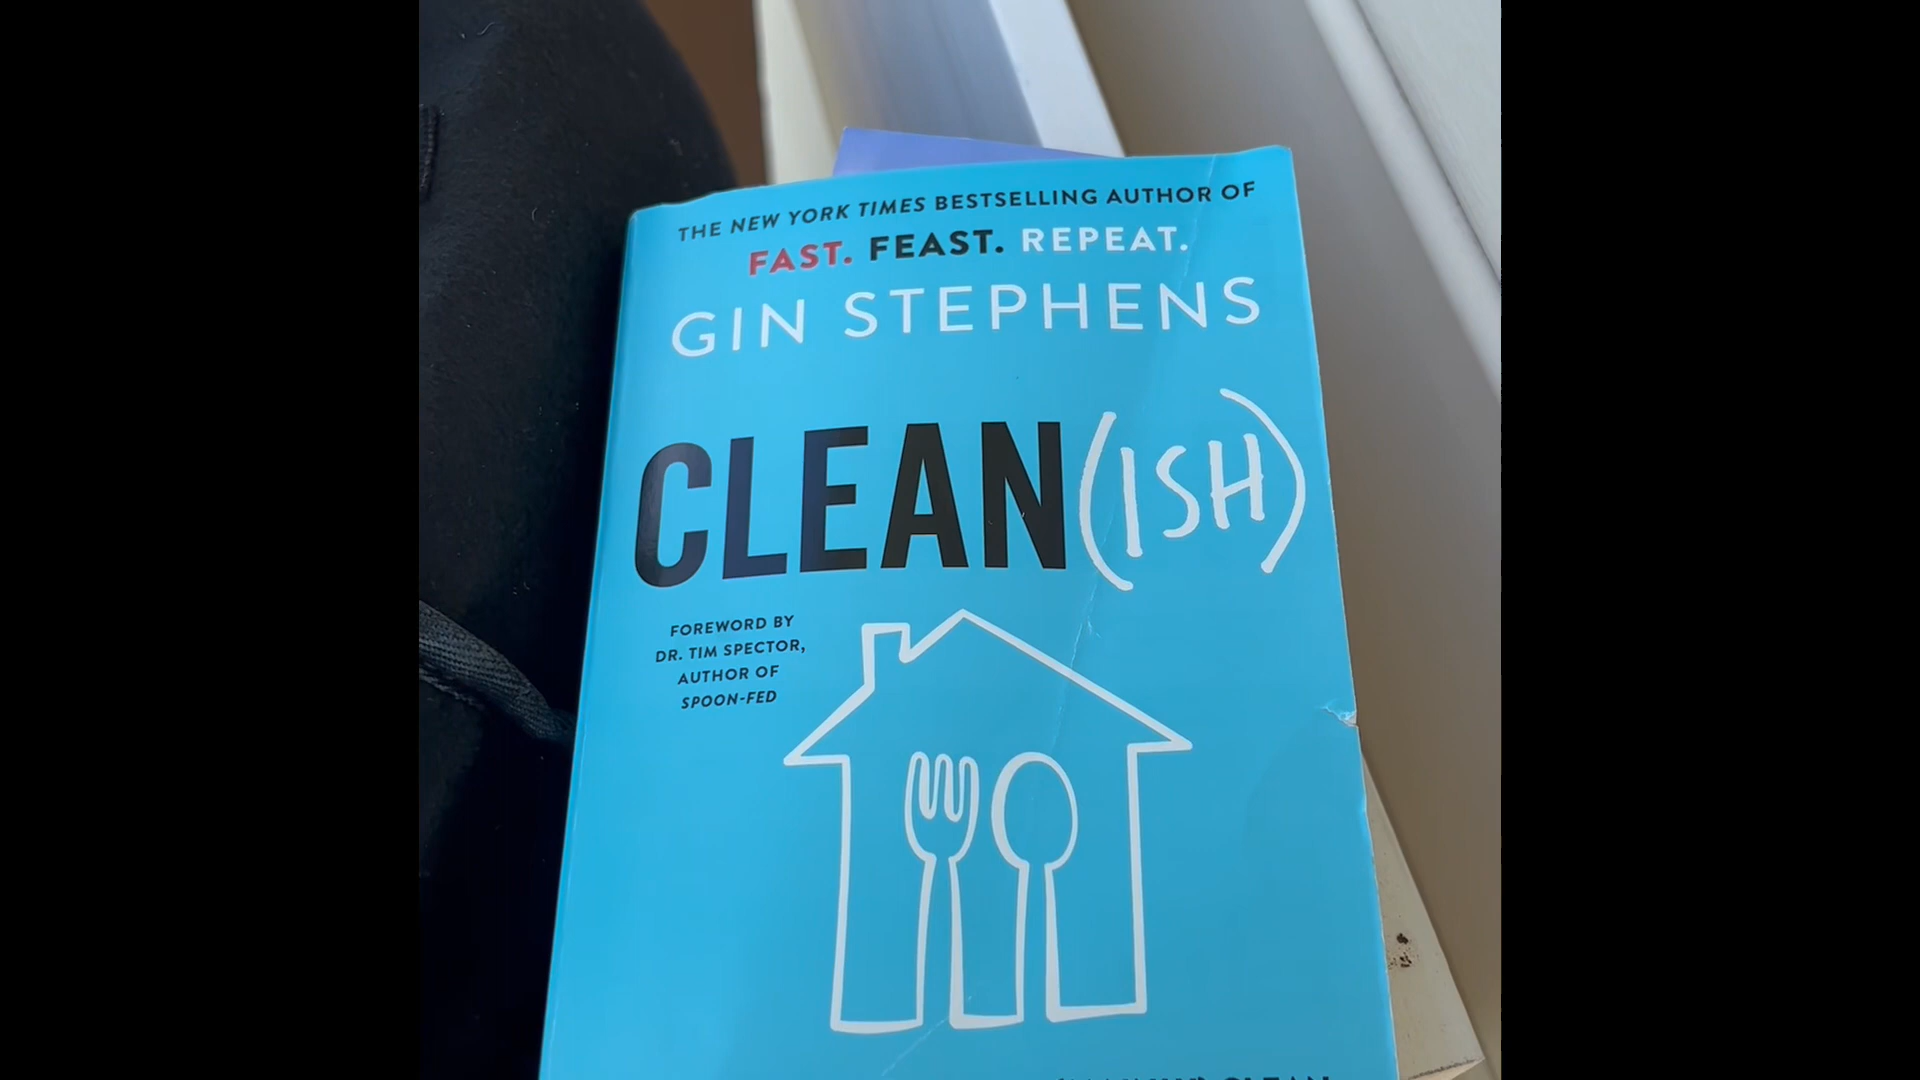 THE NEW YORK TIMES BESTSELLING AUTHOR OF
FAST. FEAST. REPEAT.
GIN STEPHENS
CLEAN(ISH)
FOREWORD BY
DR. TIM SPECTOR,
AUTHOR OF
SPOON-FED